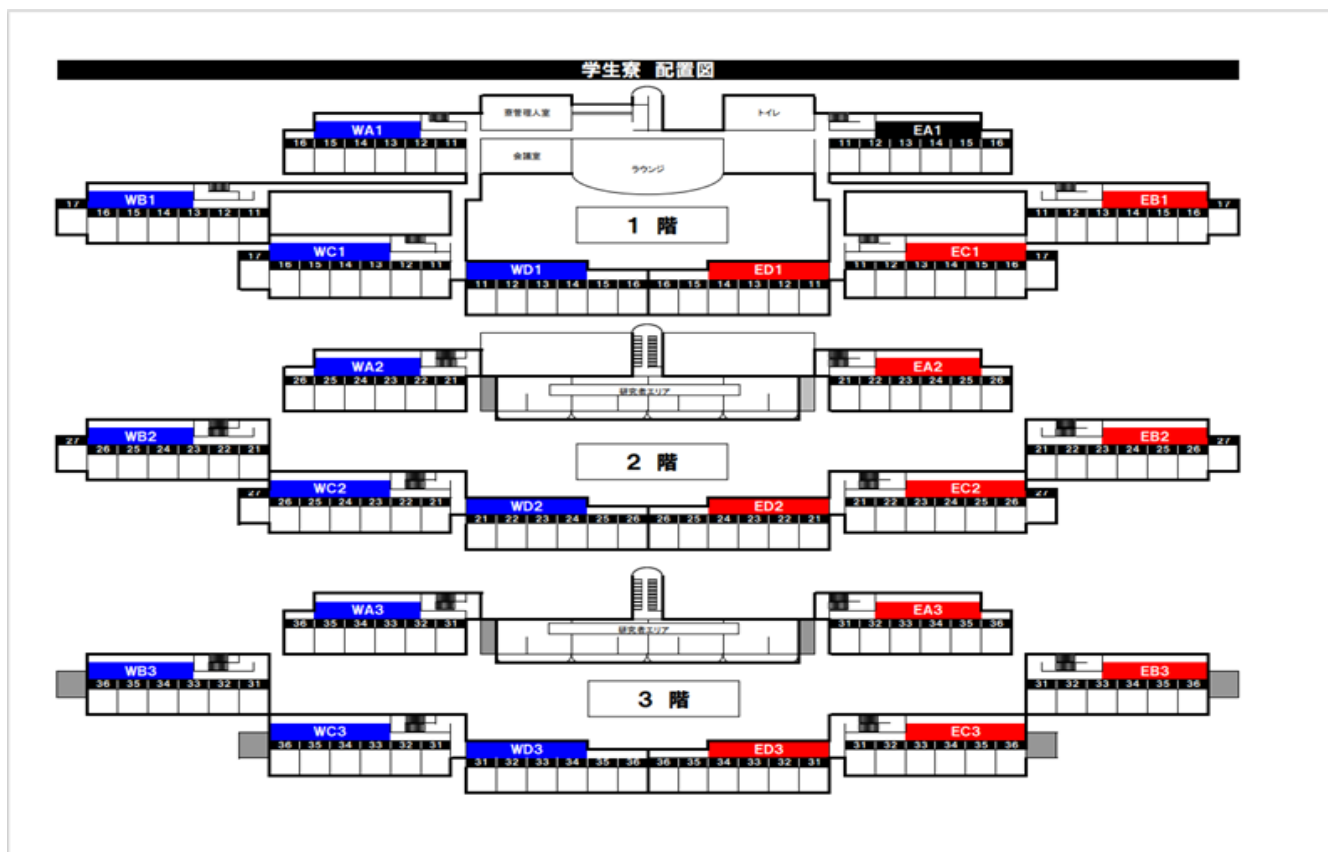 学生寮 配置図
寮管理人室
トイレ
WA1
EA1
16 | 15 | 14 | 13 | 12 | 11
11 | 12 | 13 | 14 | 15 | 16
会議室
ラウンジ
WB1
EB1
17
17
16 | 15 | 14 | 13 | 12 | 11
11 | 12 | 13 | 14 | 15 | 16
1 階
WC1
EC1
17
17
16 | 15 | 14 | 13 | 12 | 11
11 | 12 | 13 | 14 | 15 | 16
WD1
ED1
11 | 12 | 13 | 14 | 15 | 16
16 | 15 | 14 | 13 | 12 | 11
WA2
EA2
26 | 25 | 24 | 23 | 22 | 21
研究者エリア
21 | 22 | 23 | 24 | 25 | 26
WB2
EB2
27
27
26 | 25 | 24 | 23 | 22 | 21
21 | 22 | 23 | 24 | 25 | 26
2 階
WC2
EC2
27
27
26 | 25 | 24 | 23 | 22 | 21
21 | 22 | 23 | 24 | 25 | 26
WD2
ED2
21 | 22 | 23 | 24 | 25 | 26
26 | 25 | 24 | 23 | 22 | 21
WA3
EA3
36 | 35 | 34 | 33 | 32 | 31
研究者エリア
31 | 32 | 33 | 34 | 35 | 36
WB3
EB3
36 | 35 | 34 | 33 | 32 | 31
31 | 32 | 33 | 34 | 35 | 36
3 階
WC3
EC3
36 | 35 | 34 | 33 | 32 | 31
31 | 32 | 33 | 34 | 35 | 36
WD3
ED3
31 | 32 | 33 | 34 | 35 | 36
36 | 35 | 34 | 33 | 32 | 31